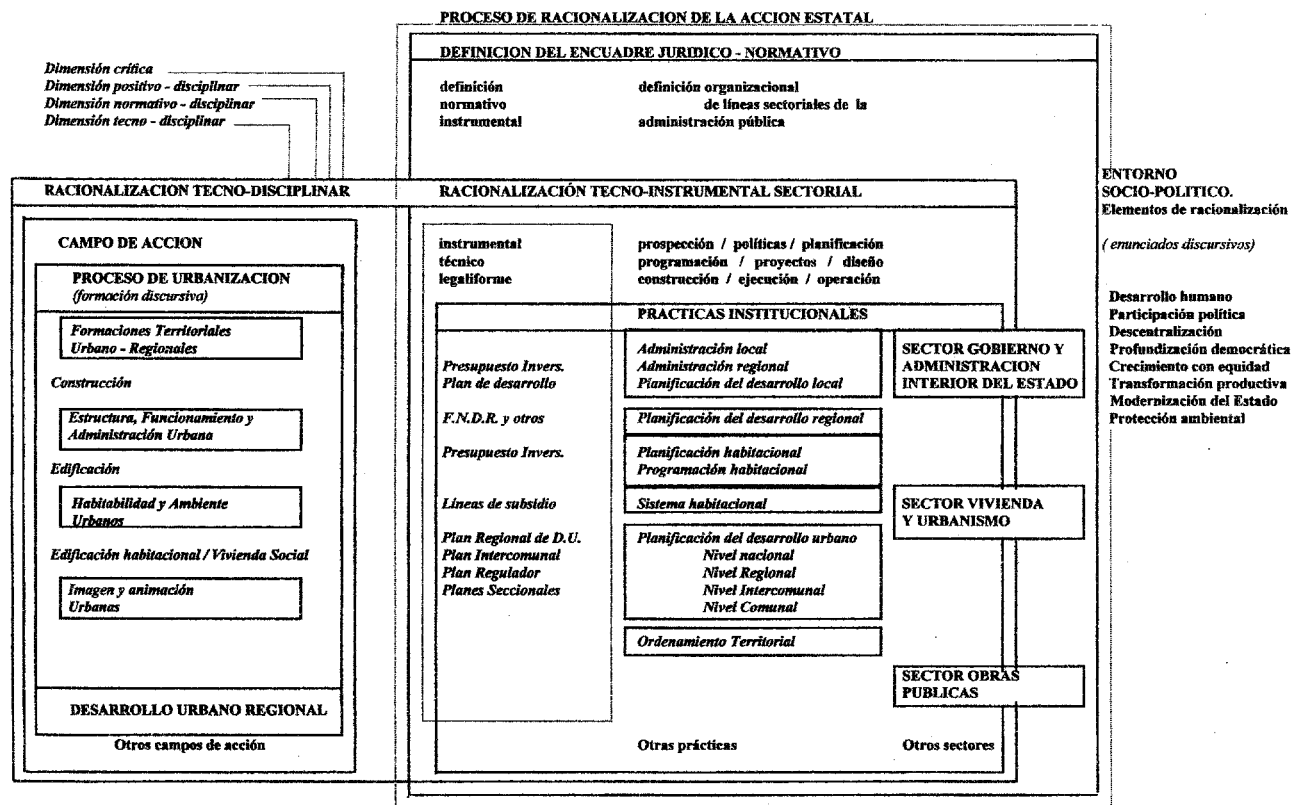 PROCESO DE RACIONALIZACION DE LA ACCION ESTATAL
DEFINICION DEL ENCUADRE JURIDICO - NORMATIVO
definición
normativo
instrumental
definición organizacional
de líneas sectoriales de la
administración pública
Dimensión crítica
Dimensión positivo - disciplinar
Dimensión normativo - disciplinar
Dimensión tecno - disciplinar
RACIONALIZACION TECNO-DISCIPLINAR
CAMPO DE ACCION
PROCESO DE URBANIZACION
(formación discursiva)
Formaciones Territoriales
Urbano - Regionales
Construcción
Estructura, Funcionamiento y
Administración Urbana
Edificación
Habitabilidad y Ambiente
Urbanos
Edificación habitacional / Vivienda Social
Imagen y animación
Urbanas
DESARROLLO URBANO REGIONAL
Otros campos de acción
RACIONALIZACIÓN TECNO-INSTRUMENTAL SECTORIAL
instrumental
técnico
legaliforme
prospección / políticas / planificación
programación / proyectos / diseño
construcción / ejecución / operación
PRACTICAS INSTITUCIONALES
Presupuesto Invers.
Plan de desarrollo
F.N.D.R. y otros
Presupuesto Invers.
Líneas de subsidio
Plan Regional de D.U.
Plan Intercomunal
Plan Regulador
Planes Seccionales
Administración local
Administración regional
Planificación del desarrollo local
Planificación del desarrollo regional
Planificación habitacional
Programación habitacional
Sistema habitacional
Planificación del desarrollo urbano
Nivel nacional
Nivel Regional
Nivel Intercomunal
Nivel Comunal
Ordenamiento Territorial
Otras prácticas
SECTOR GOBIERNO Y
ADMINISTRACION
INTERIOR DEL ESTADO
SECTOR VIVIENDA
Y URBANISMO
SECTOR OBRAS
PUBLICAS
Otros sectores
ENTORNO
SOCIO-POLITICO.
Elementos de racionalización
( enunciados discursivos)
Desarrollo humano
Participación política
Descentralización
Profundización democrática
Crecimiento con equidad
Transformación productiva
Modernización del Estado
Protección ambiental